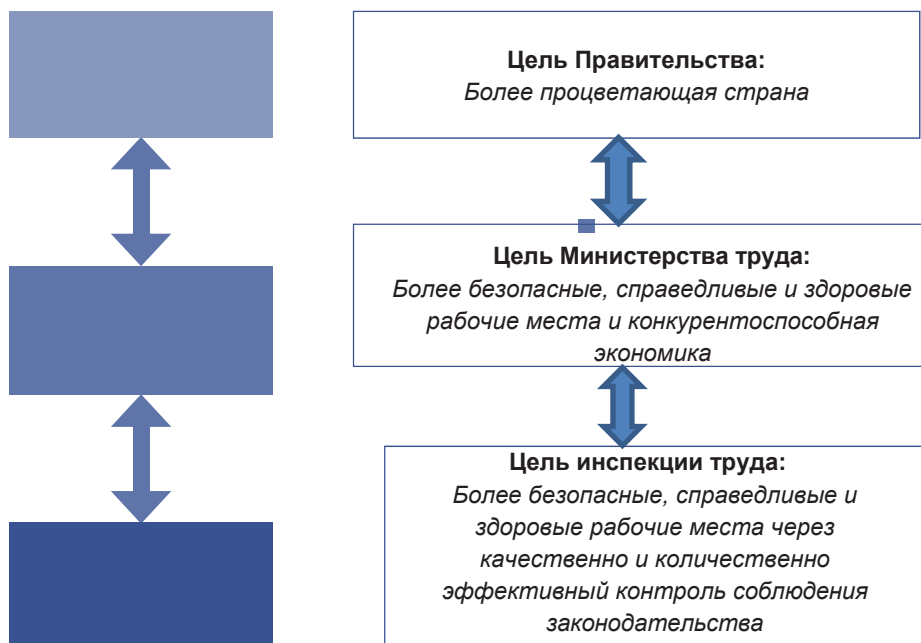 Цель Правительства:
Более процветающая страна
Цель Министерства труда:
Более безопасные, справедливые и здоровые
рабочие места и конкурентоспособная
экономика
Цель инспекции труда:
Более безопасные, справедливые и
здоровые рабочие места через
качественно и количественно
эффективный контроль соблюдения
законодательства